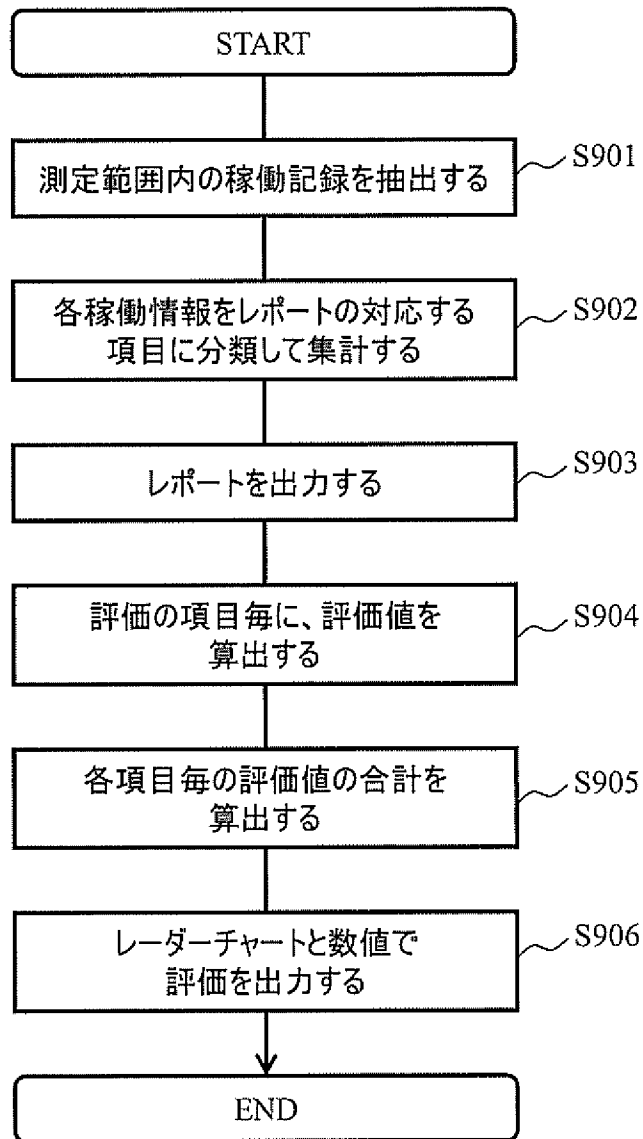 START
測定範囲内の稼働記録を抽出する
S901
各稼働情報をレポートの対応する
項目に分類して集計する
S902
レポートを出力する
S903
評価の項目毎に、評価値を
算出する
S904
各項目毎の評価値の合計を
算出する
S905
レーダーチャートと数値で
評価を出力する
S906
END